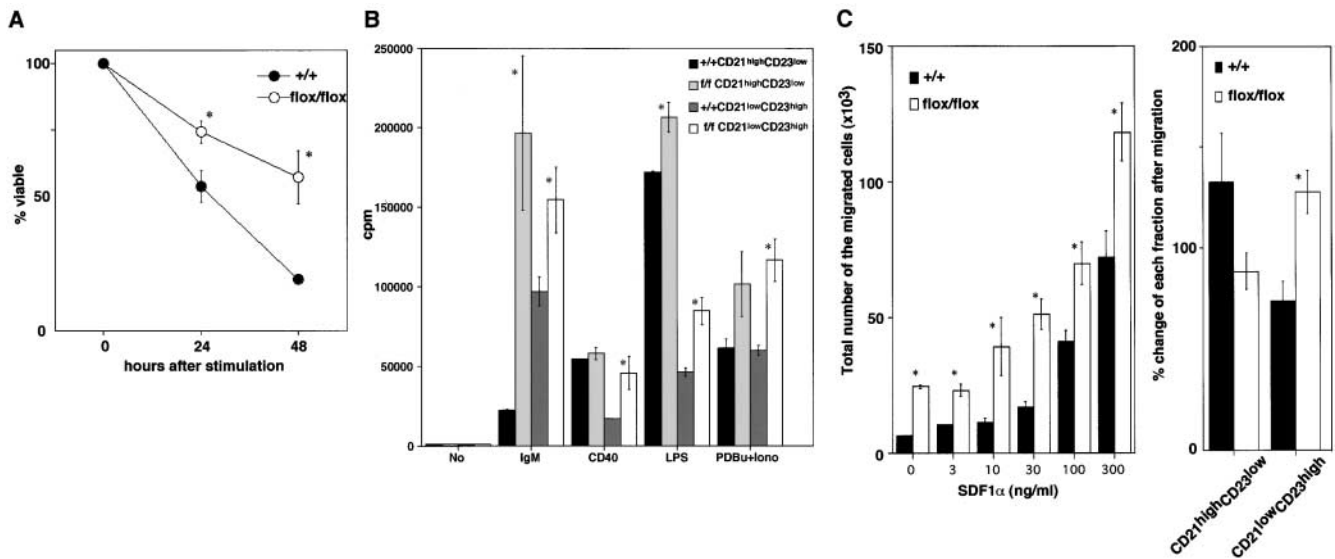 A
100
50
0
% viable
+/+
flox/flox
*
*
0 24 48
hours after stimulation
B
250000
200000
150000
100000
50000
0
cpm
+/+CD21highCD23low
f/f CD21highCD23low
+/+CD21lowCD23high
f/f CD21lowCD23high
*
*
*
*
*
*
No IgM CD40 LPS PDBu+Iono
C
150
100
50
0
Total number of the migrated cells (x10³)
+/+
flox/flox
*
*
*
*
*
*
0 3 10 30 100 300
SDF1α (ng/ml)
200
100
0
% change of each fraction after migration
+/+
flox/flox
*
CD21highCD23low
CD21lowCD23high